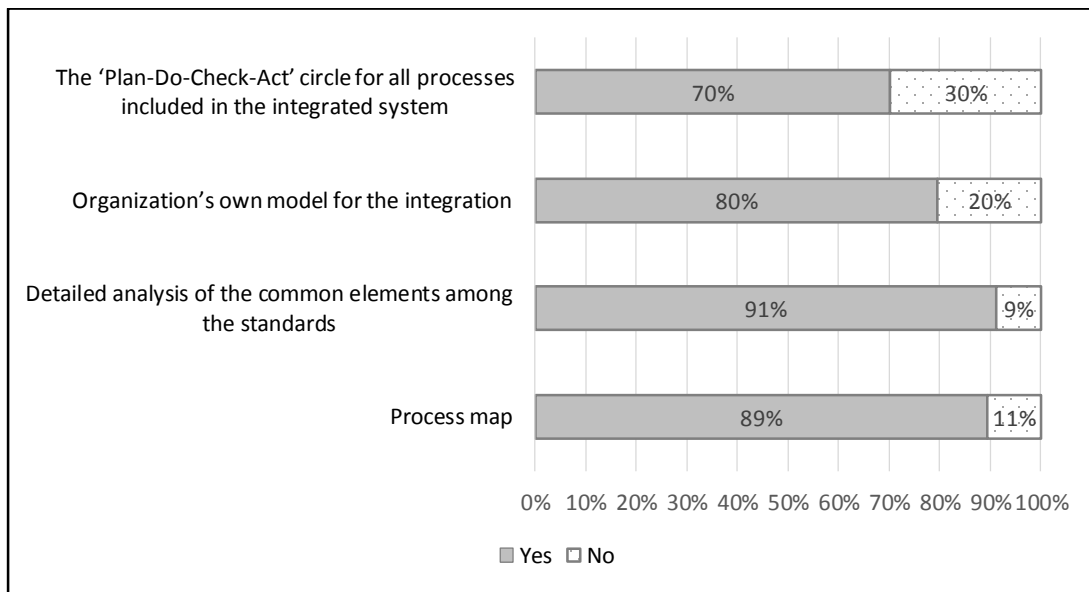 The ‘Plan-Do-Check-Act’ circle for all processes
included in the integrated system
70%
30%
Organization’s own model for the integration
80%
20%
Detailed analysis of the common elements among
the standards
91%
9%
Process map
89%
11%
0% 10% 20% 30% 40% 50% 60% 70% 80% 90% 100%
Yes No